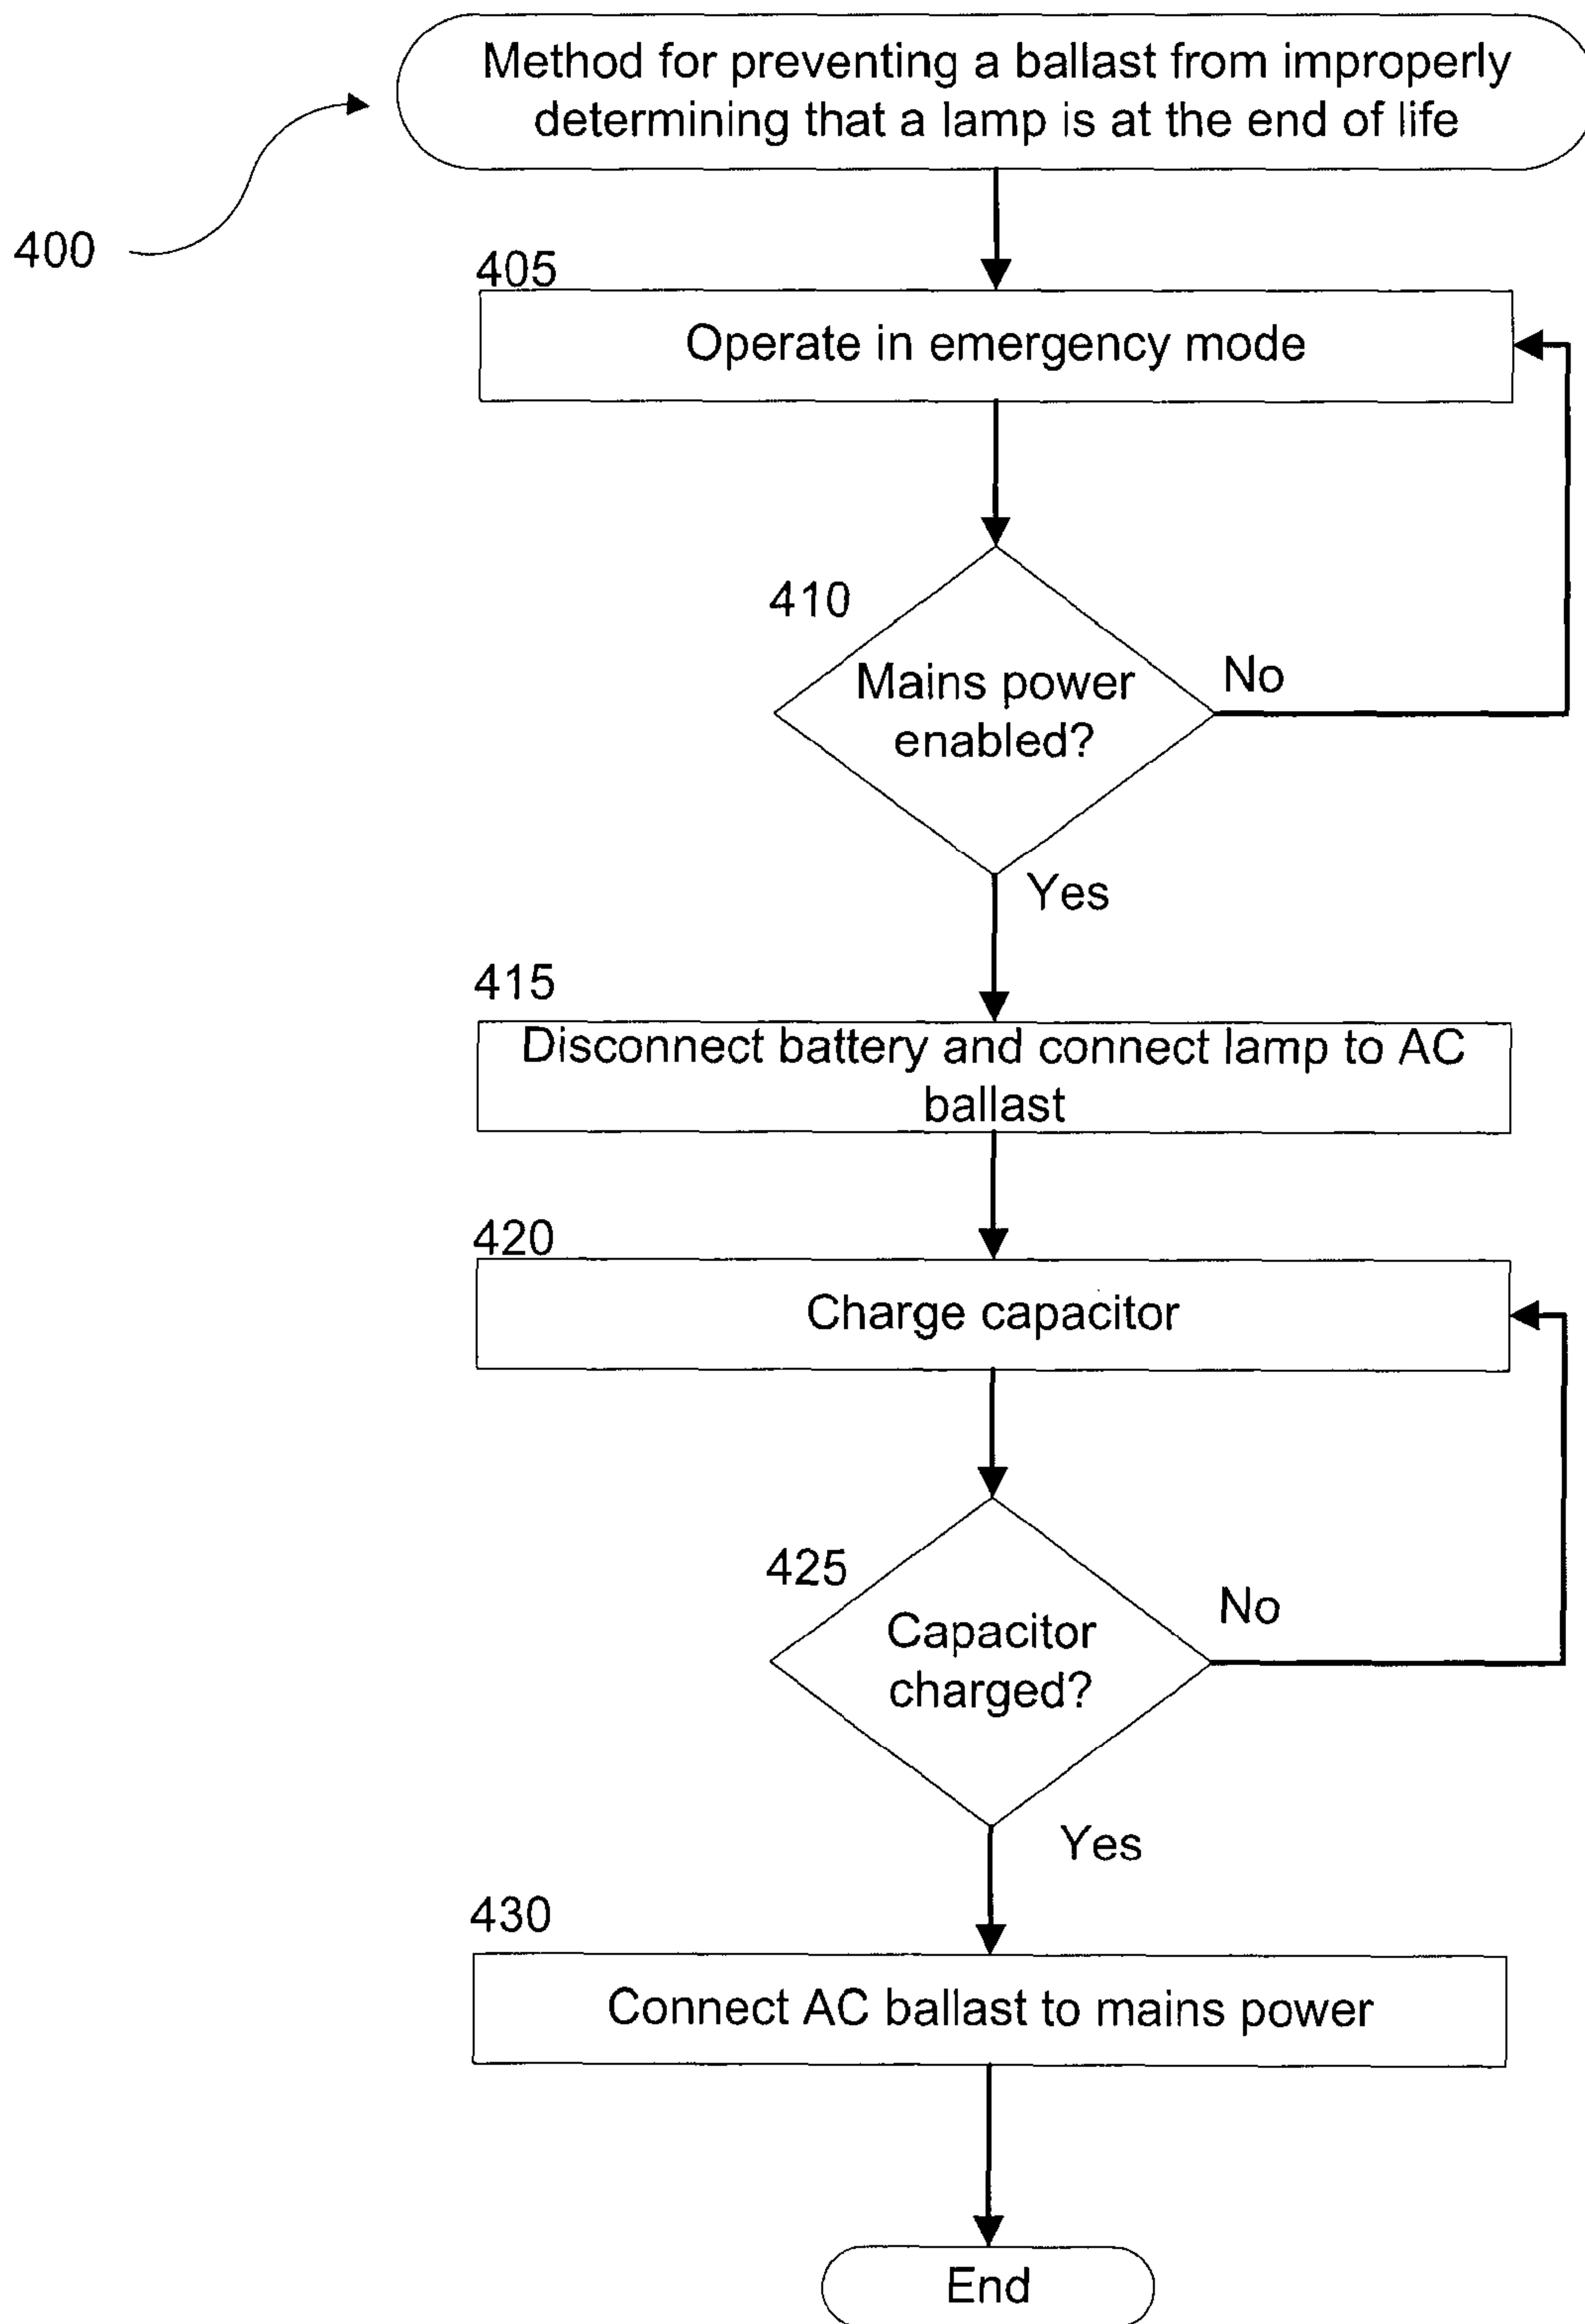 Method for preventing a ballast from improperly
determining that a lamp is at the end of life
400
405
Operate in emergency mode
410
Mains power
enabled?
No
Yes
415
Disconnect battery and connect lamp to AC
ballast
420
Charge capacitor
425
Capacitor
charged?
No
Yes
430
Connect AC ballast to mains power
End